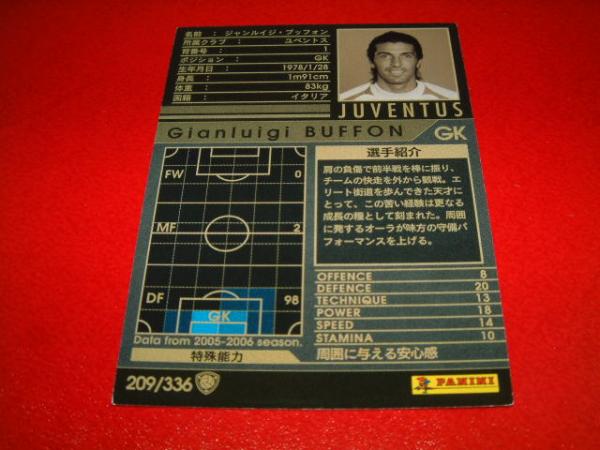 名前 : ジャンルイジ・ブッフォン
所属クラブ : ユベントス
背番号 : 1
ポジション : GK
生年月日 : 1978/1/28
身長 : 1m91cm
体重 : 83kg
国籍 : イタリア
JUVENTUS
Gianluigi BUFFON GK
FW 0
MF 2
DF 98
GK
Data from 2005-2006 season.
特殊能力
選手紹介
肩の負傷で前半戦を棒に振り、
チームの快走を外から観戦。エ
リート街道を歩んできた天才に
とって、この苦い経験は更なる
成長の糧として刻まれた。周囲
に発するオーラが味方の守備パ
フォーマンスを上げる。
OFFENCE 8
DEFENCE 20
TECHNIQUE 13
POWER 18
SPEED 14
STAMINA 10
周囲に与える安心感
209/336
PANINI